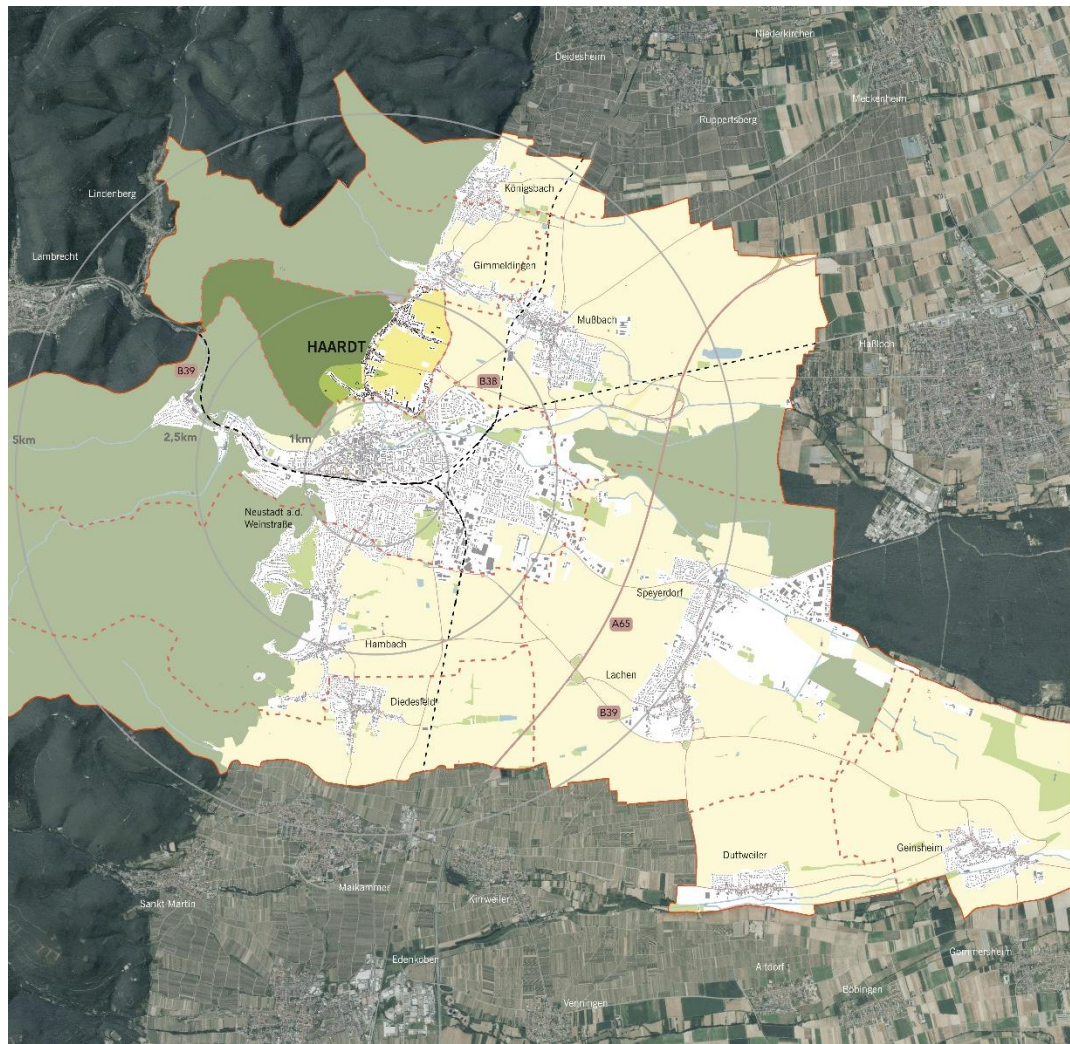 Niederkirchen
Deidesheim
Meckenheim
Ruppertsberg
Lindenberg
Königsbach
Lambrecht
Gimmeldingen
Mußbach
HAARDT
Haßloch
B39
B38
5km
2,5km
1km
Neustadt a.d.
Weinstraße
Speyerdorf
A65
Hambach
Lachen
Diedesfeld
B39
Duttweiler
Geinsheim
Maikammer
Sankt Martin
Kirrweiler
Edenkoben
Gommersheim
Altdorf
Böbingen
Venningen